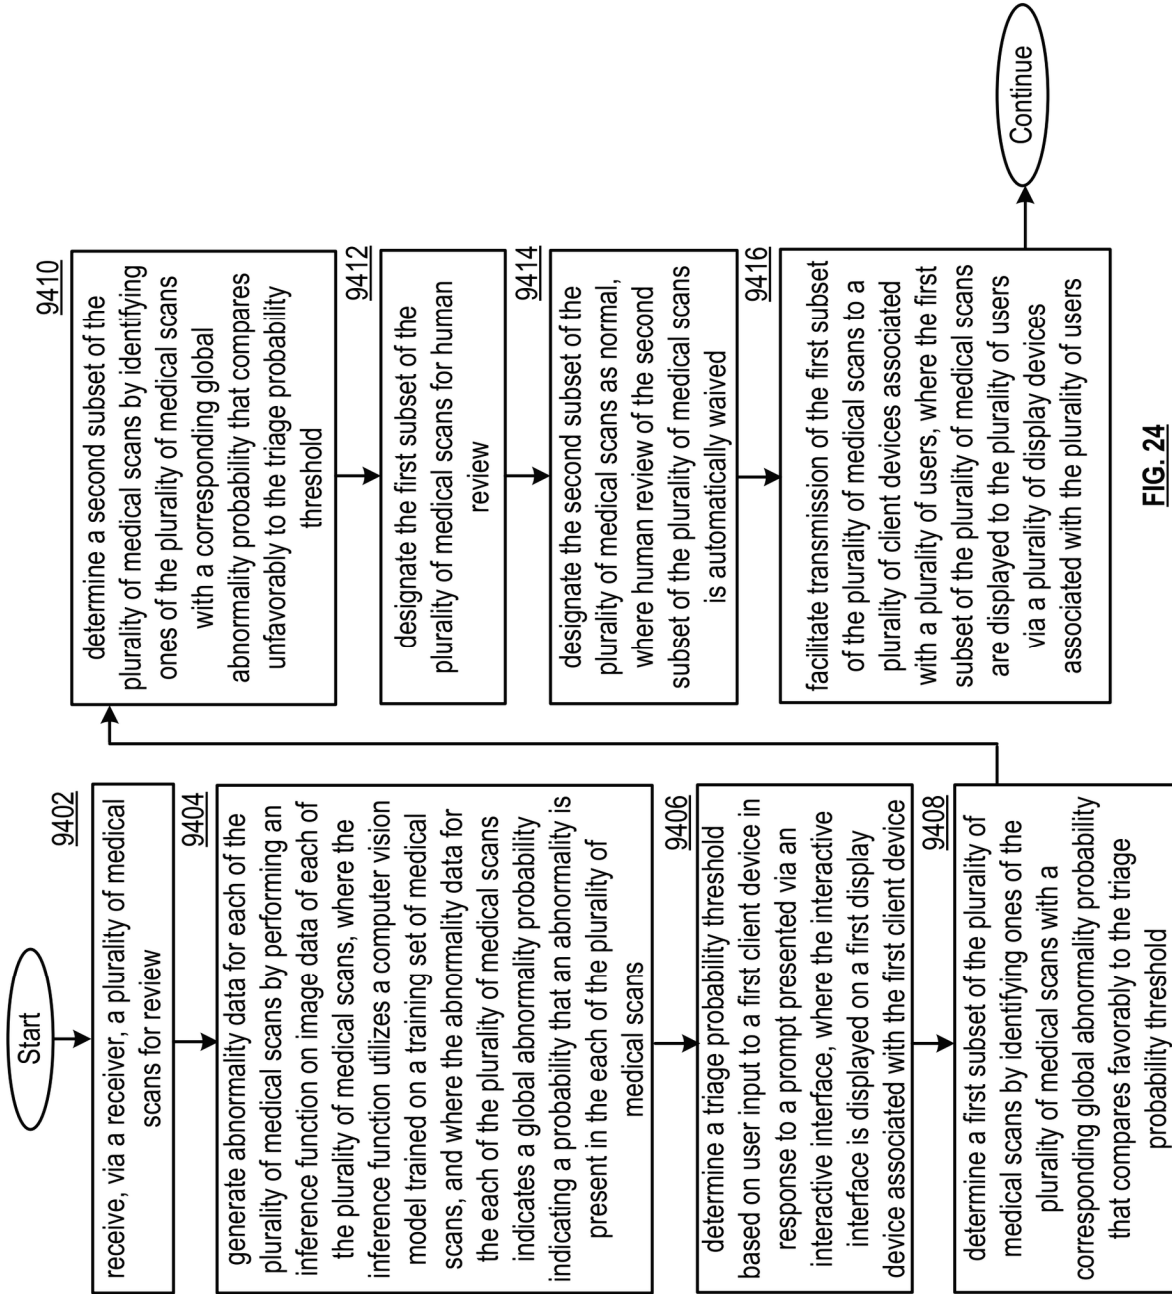 Start
9402
receive, via a receiver, a plurality of medical
scans for review
9404
generate abnormality data for each of the
plurality of medical scans by performing an
inference function on image data of each of
the plurality of medical scans, where the
inference function utilizes a computer vision
model trained on a training set of medical
scans, and where the abnormality data for
the each of the plurality of medical scans
indicates a global abnormality probability
indicating a probability that an abnormality is
present in the each of the plurality of
medical scans
9406
determine a triage probability threshold
based on user input to a first client device in
response to a prompt presented via an
interactive interface, where the interactive
interface is displayed on a first display
device associated with the first client device
9408
determine a first subset of the plurality of
medical scans by identifying ones of the
plurality of medical scans with a
corresponding global abnormality probability
that compares favorably to the triage
probability threshold
9410
determine a second subset of the
plurality of medical scans by identifying
ones of the plurality of medical scans
with a corresponding global
abnormality probability that compares
unfavorably to the triage probability
threshold
9412
designate the first subset of the
plurality of medical scans for human
review
9414
designate the second subset of the
plurality of medical scans as normal,
where human review of the second
subset of the plurality of medical scans
is automatically waived
9416
facilitate transmission of the first subset
of the plurality of medical scans to a
plurality of client devices associated
with a plurality of users, where the first
subset of the plurality of medical scans
are displayed to the plurality of users
via a plurality of display devices
associated with the plurality of users
Continue
FIG. 24